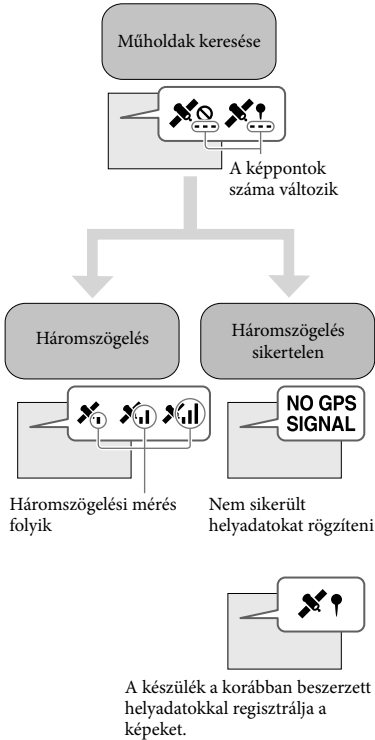 Műholdak keresése
A képpontok
száma változik
Háromszögelés
Háromszögelés
sikertelen
NO GPS
SIGNAL
Háromszögelési mérés
folyik
Nem sikerült
helyadatokat rögzíteni
A készülék a korábban beszerzett
helyadatokkal regisztrálja a
képeket.